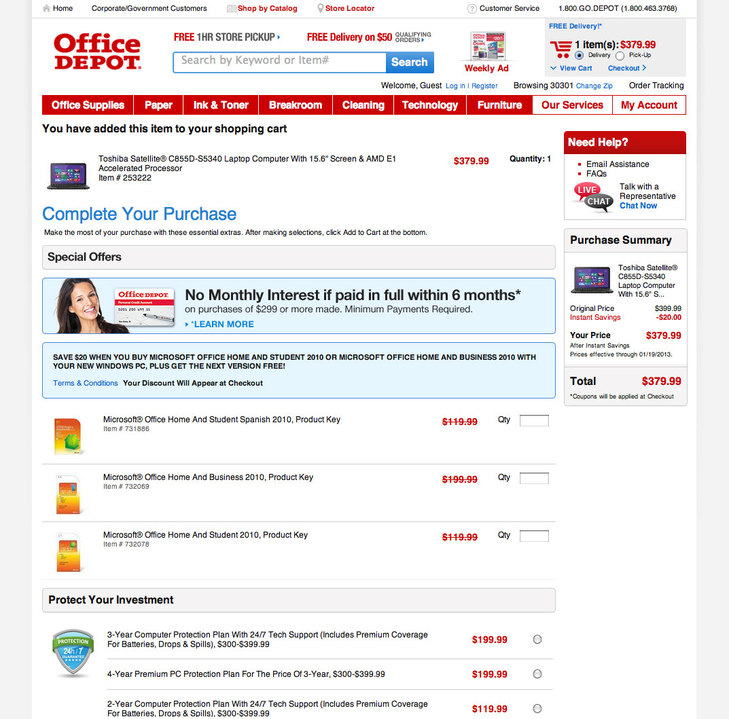 Home
Corporate/Government Customers
Shop by Catalog
Store Locator
? Customer Service
1.800.GO.DEPOT (1.800.463.3768)
Office
DEPOT.
FREE 1HR STORE PICKUP
FREE Delivery on $50 QUALIFYING ORDERS
Search by Keyword or Item#
Search
Weekly Ad
FREE Delivery!*
1 item(s): $379.99
Delivery Pick-Up
View Cart Checkout >
Welcome, Guest Log in | Register
Browsing 30301 Change Zip
Order Tracking
Office Supplies
Paper
Ink & Toner
Breakroom
Cleaning
Technology
Furniture
Our Services
My Account
You have added this item to your shopping cart
Toshiba Satellite® C855D-S5340 Laptop Computer With 15.6" Screen & AMD E1
Accelerated Processor
Item # 253222
$379.99
Quantity: 1
Complete Your Purchase
Make the most of your purchase with these essential extras. After making selections, click Add to Cart at the bottom.
Special Offers
Office DEPOT
Personal Credit Account
No Monthly Interest if paid in full within 6 months*
on purchases of $299 or more made. Minimum Payments Required.
*LEARN MORE
SAVE $20 WHEN YOU BUY MICROSOFT OFFICE HOME AND STUDENT 2010 OR MICROSOFT OFFICE HOME AND BUSINESS 2010 WITH
YOUR NEW WINDOWS PC, PLUS GET THE NEXT VERSION FREE!
Terms & Conditions Your Discount Will Appear at Checkout
Microsoft® Office Home And Student Spanish 2010, Product Key
Item # 731886
$119.99
Qty
Microsoft® Office Home And Business 2010, Product Key
Item # 732069
$199.99
Qty
Microsoft® Office Home And Student 2010, Product Key
Item # 732078
$119.99
Qty
Protect Your Investment
PROTECTION
24/7
3-Year Computer Protection Plan With 24/7 Tech Support (Includes Premium Coverage
For Batteries, Drops & Spills), $300-$399.99
$199.99
4-Year Premium PC Protection Plan For The Price Of 3-Year, $300-$399.99
$199.99
2-Year Computer Protection Plan With 24/7 Tech Support (Includes Premium Coverage
For Batteries, Drops & Spills), $300-$399.99
$119.99
Need Help?
Email Assistance
FAQs
LIVE
CHAT
Talk with a
Representative
Chat Now
Purchase Summary
Toshiba Satellite®
C855D-S5340
Laptop Computer
With 15.6" S...
Original Price $399.99
Instant Savings -$20.00
Your Price $379.99
After Instant Savings
Prices effective through 01/19/2013.
Total $379.99
*Coupons will be applied at Checkout